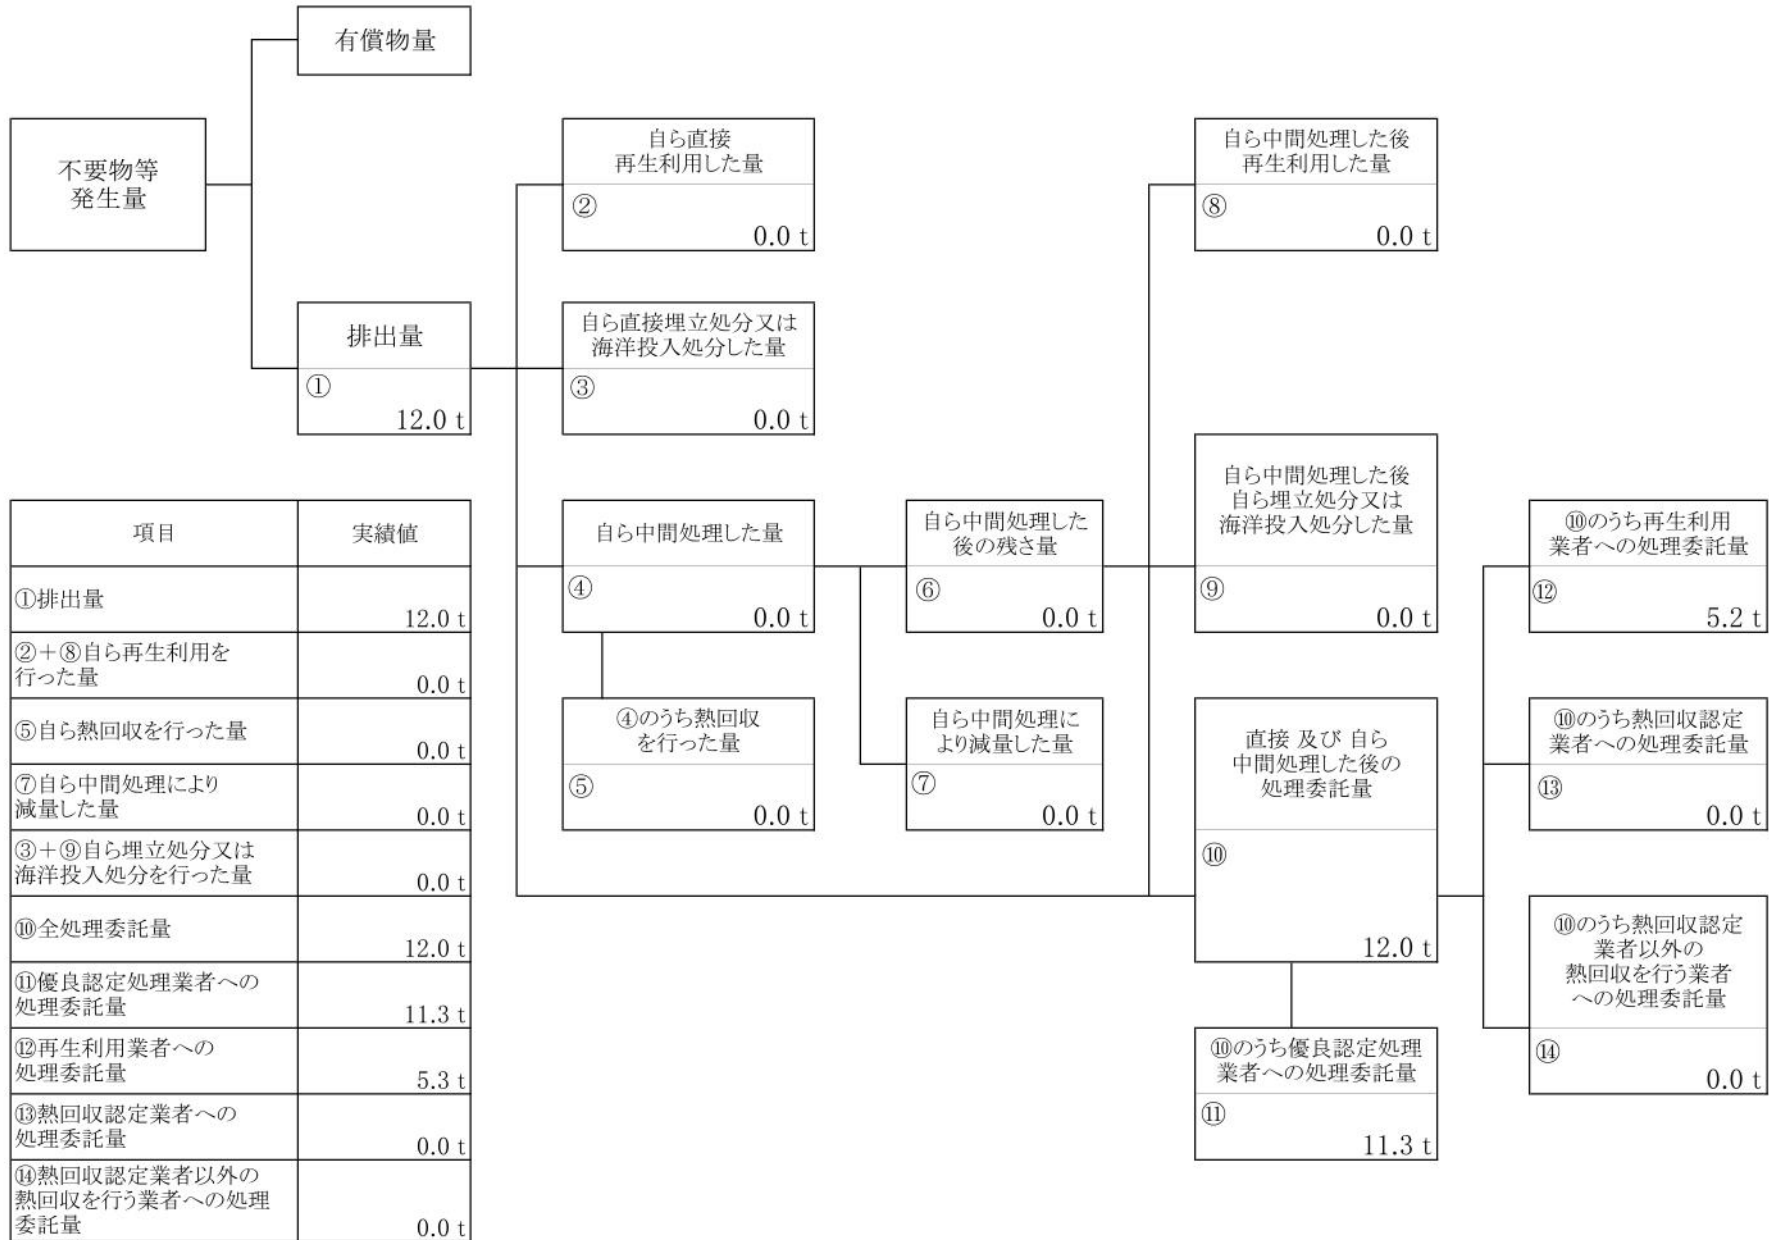 有償物量
不要物等
発生量
自ら直接
再生利用した量
②
0.0 t
自ら中間処理した後
再生利用した量
⑧
0.0 t
排出量
①
12.0 t
自ら直接埋立処分又は
海洋投入処分した量
③
0.0 t
自ら中間処理した量
④
0.0 t
自ら中間処理した
後の残さ量
⑥
0.0 t
自ら中間処理した後
自ら埋立処分又は
海洋投入処分した量
⑨
0.0 t
⑩のうち再生利用
業者への処理委託量
⑫
5.2 t
④のうち熱回収
を行った量
⑤
0.0 t
自ら中間処理に
より減量した量
⑦
0.0 t
直接 及び 自ら
中間処理した後の
処理委託量
⑩
12.0 t
⑩のうち熱回収認定
業者への処理委託量
⑬
0.0 t
⑩のうち熱回収認定
業者以外の
熱回収を行う業者
への処理委託量
⑭
0.0 t
⑩のうち優良認定処理
業者への処理委託量
⑪
11.3 t
項目 実績値
①排出量
12.0 t
②+⑧自ら再生利用を
行った量
0.0 t
⑤自ら熱回収を行った量
0.0 t
⑦自ら中間処理により
減量した量
0.0 t
③+⑨自ら埋立処分又は
海洋投入処分を行った量
0.0 t
⑩全処理委託量
12.0 t
⑪優良認定処理業者への
処理委託量
11.3 t
⑫再生利用業者への
処理委託量
5.3 t
⑬熱回収認定業者への
処理委託量
0.0 t
⑭熱回収認定業者以外の
熱回収を行う業者への処理
委託量
0.0 t